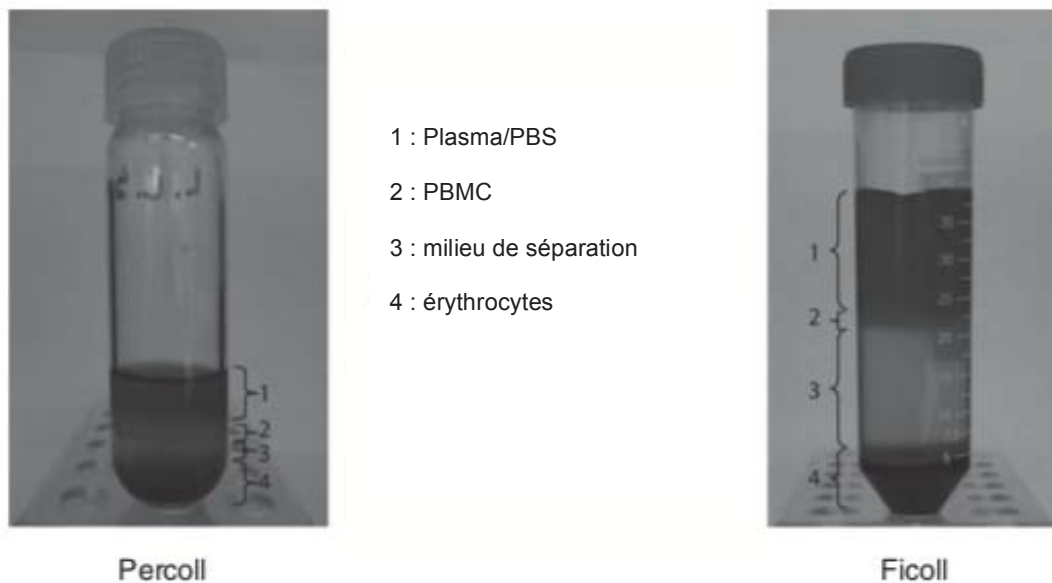 1 : Plasma/PBS
2 : PBMC
3 : milieu de séparation
4 : érythrocytes
1
2
3
4
1
2
3
4
Percoll
Ficoll